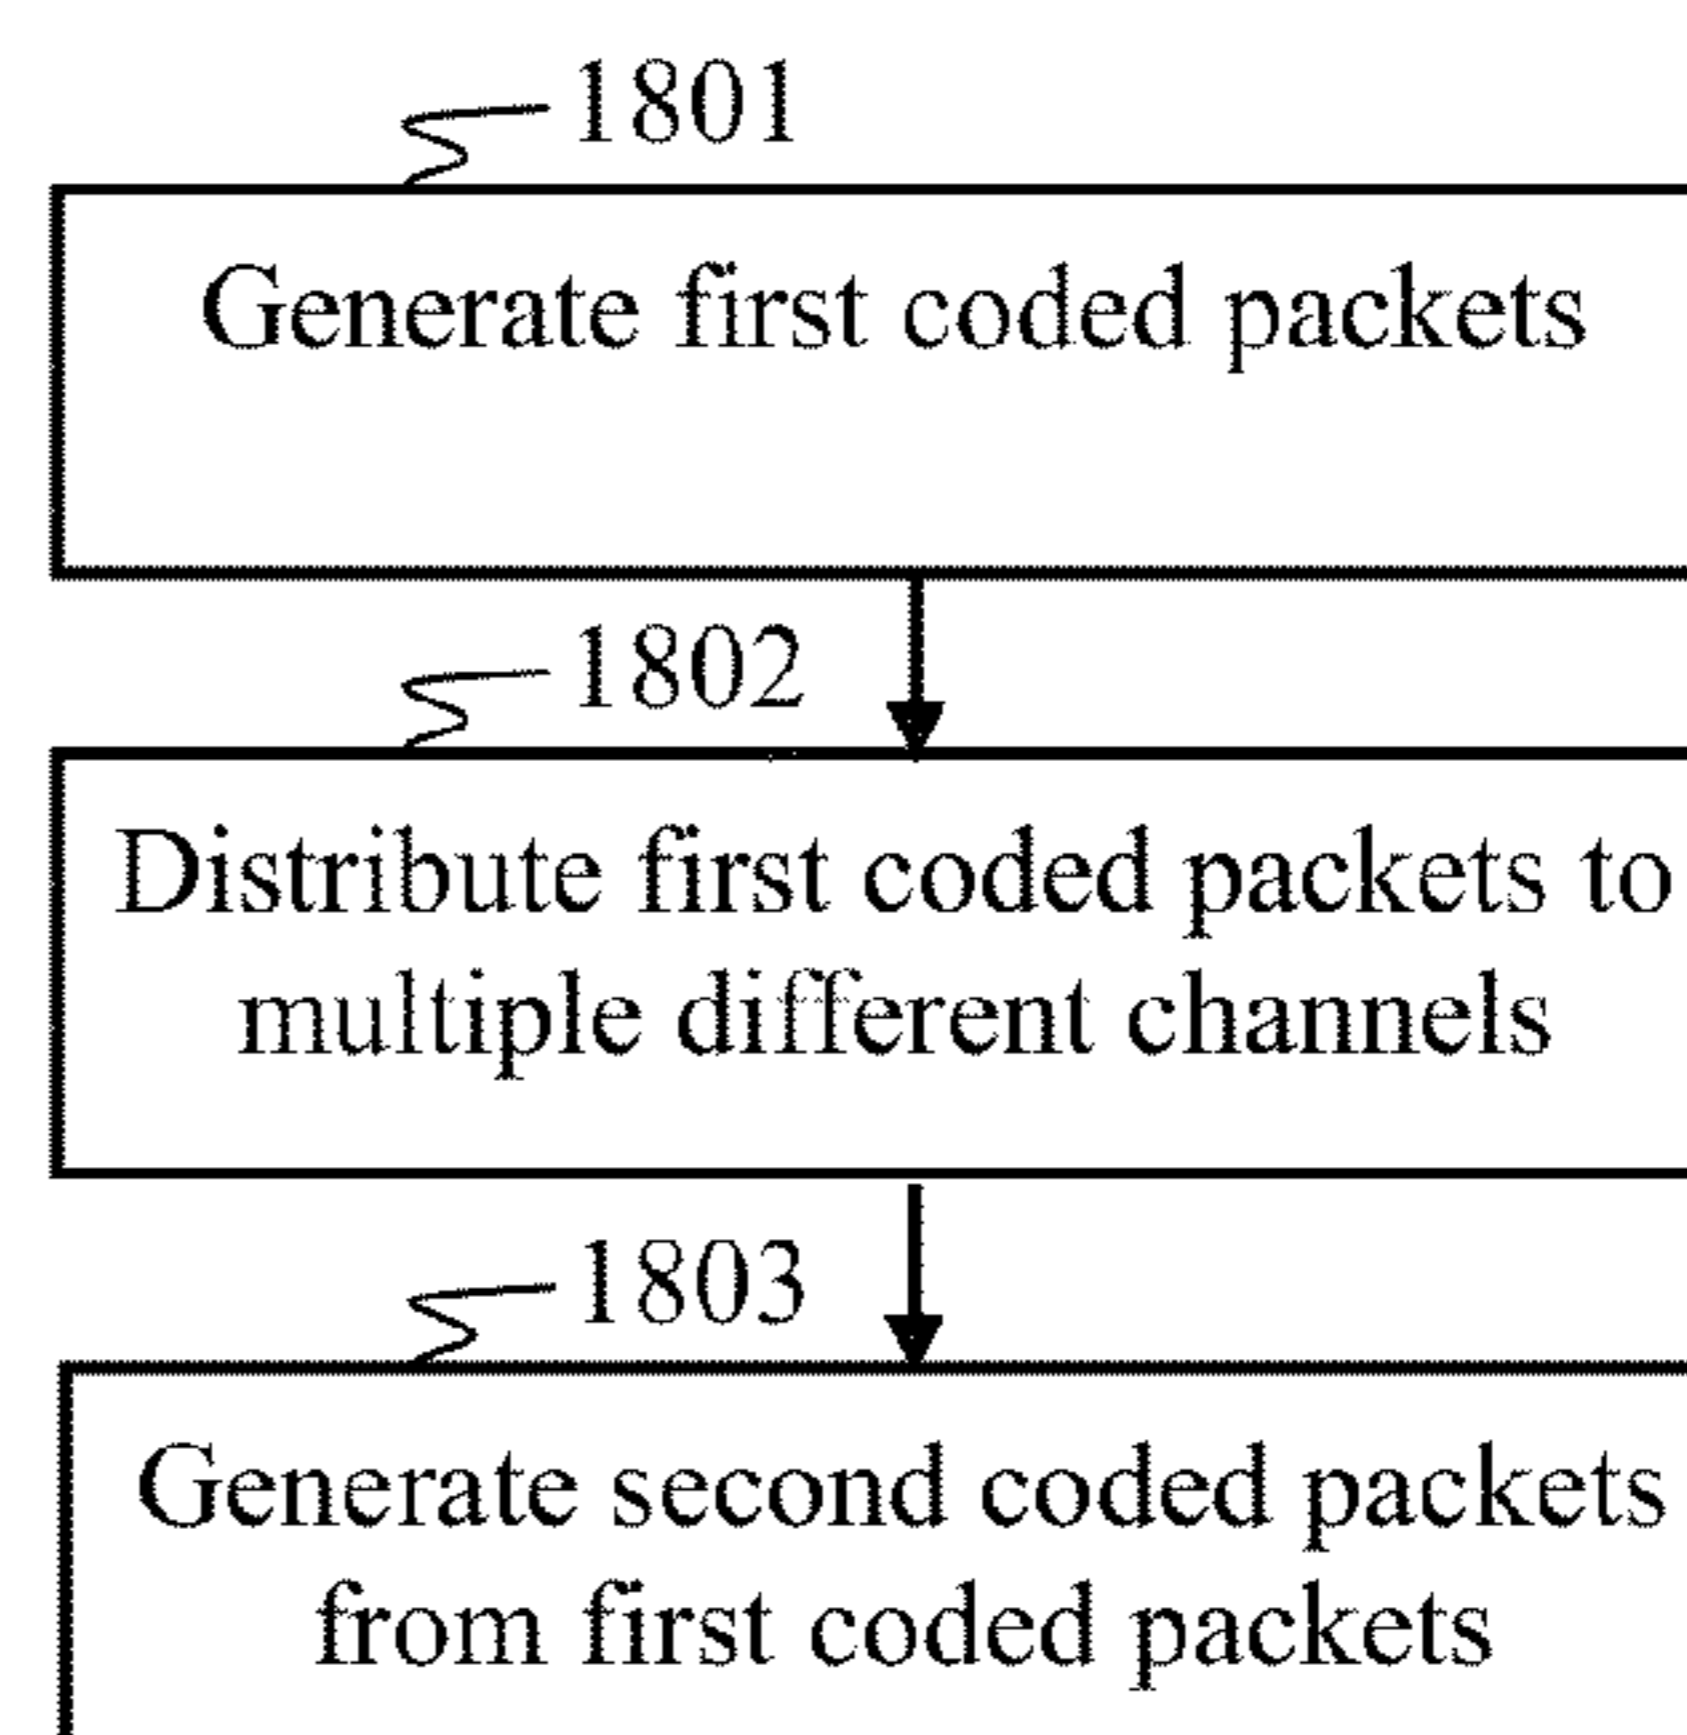 1801
Generate first coded packets
1802
Distribute first coded packets to
multiple different channels
1803
Generate second coded packets
from first coded packets